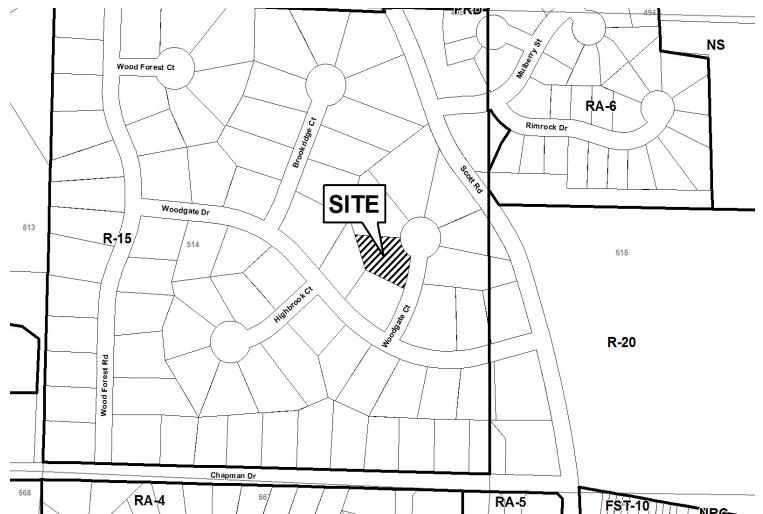 PRD-
494
NS
Mulberry St
Wood Forest Ct
RA-6
Rimrock Dr
Brookridge Ct
Scott Rd
SITE
Woodgate Dr
513
R-15
514
515
Highbrook Ct
Woodgate Ct
R-20
Wood Forest Rd
Chapman Dr
568
RA-4
567
RA-5
FST-10